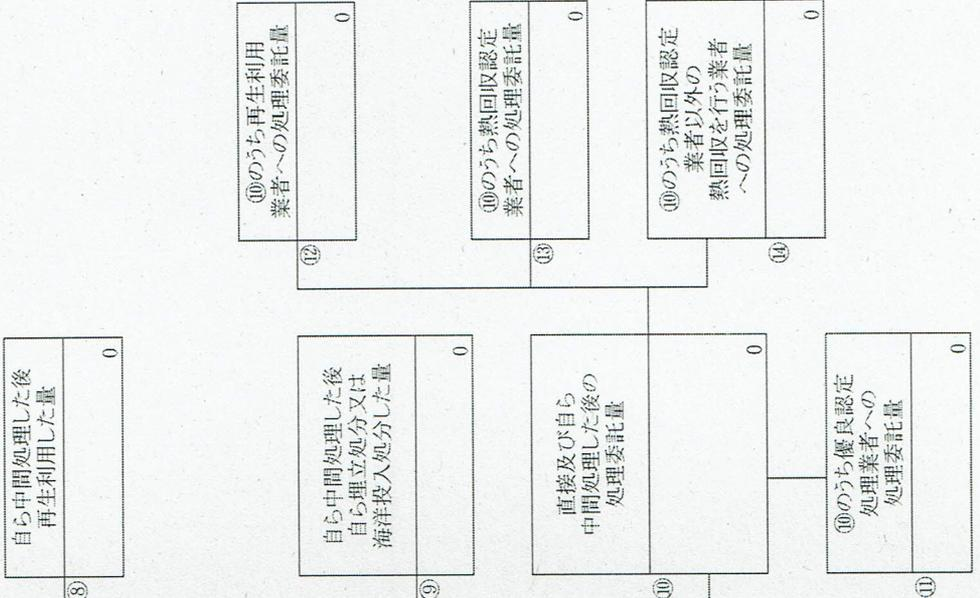 ⑧
自ら中間処理した後
再生利用した量
0
⑨
自ら中間処理した後
自ら埋立処分又は
海洋投入処分した量
0
⑩
直接及び自ら
中間処理した後の
処理委託量
0
⑪
⑩のうち優良認定
処理業者への
処理委託量
0
⑫
⑩のうち再生利用
業者への処理委託量
0
⑬
⑩のうち熱回収認定
業者への処理委託量
0
⑭
⑩のうち熱回収認定
業者以外の
熱回収を行う業者
への処理委託量
0